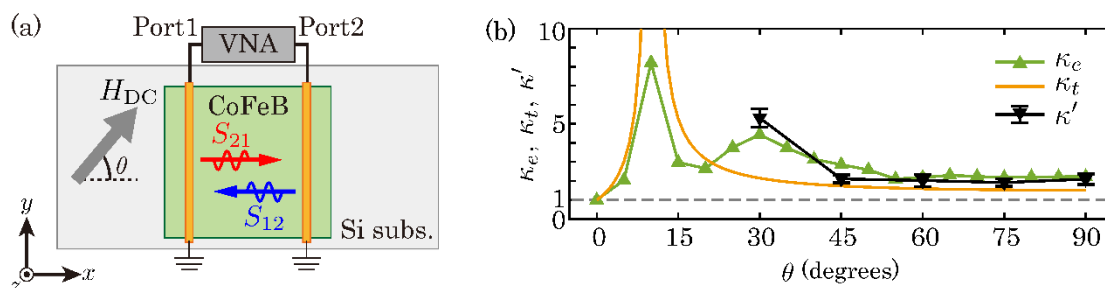 (a)
Port1
Port2
VNA
H_DC
CoFeB
S_21
θ
S_12
Si subs.
y
z
x
(b)
κ_e, κ_t, κ′
10
5
1
0
15
30
45
60
75
90
θ (degrees)
κ_e
κ_t
κ′